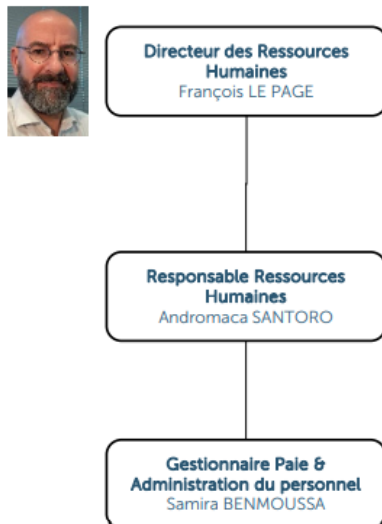 Directeur des Ressources
Humaines
François LE PAGE
Responsable Ressources
Humaines
Andromaca SANTORO
Gestionnaire Paie &
Administration du personnel
Samira BENMOUSSA